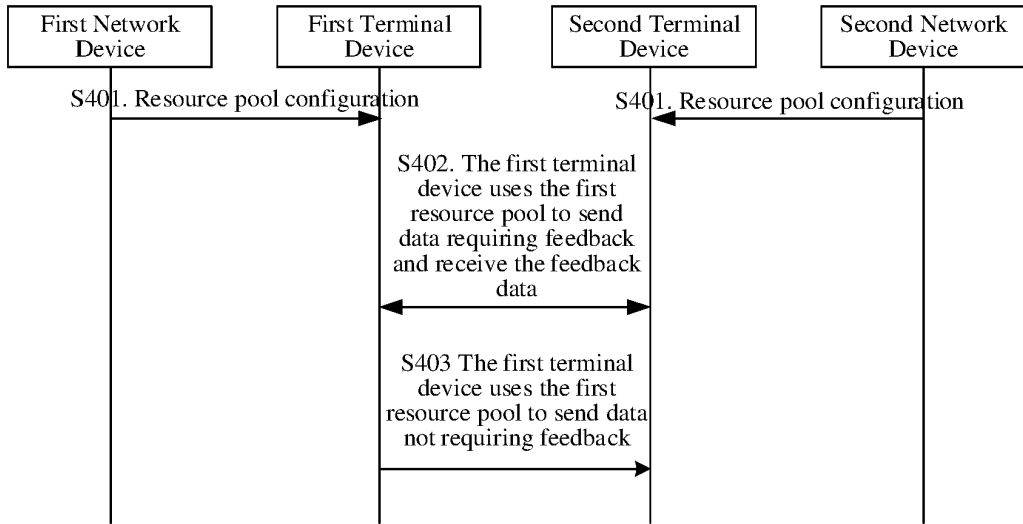 First Network
Device
First Terminal
Device
Second Terminal
Device
Second Network
Device
S401. Resource pool configuration
S401. Resource pool configuration
S402. The first terminal
device uses the first
resource pool to send
data requiring feedback
and receive the feedback
data
S403 The first terminal
device uses the first
resource pool to send data
not requiring feedback